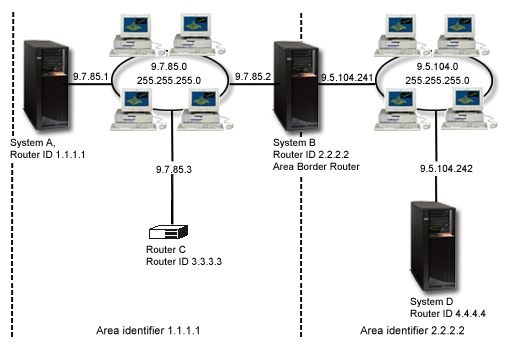 9.7.85.0
255.255.255.0
9.7.85.1
9.7.85.2
9.5.104.241
9.5.104.0
255.255.255.0
System A,
Router ID 1.1.1.1
System B
Router ID 2.2.2.2
Area Border Router
9.7.85.3
9.5.104.242
Router C
Router ID 3.3.3.3
System D
Router ID 4.4.4.4
Area identifier 1.1.1.1
Area identifier 2.2.2.2